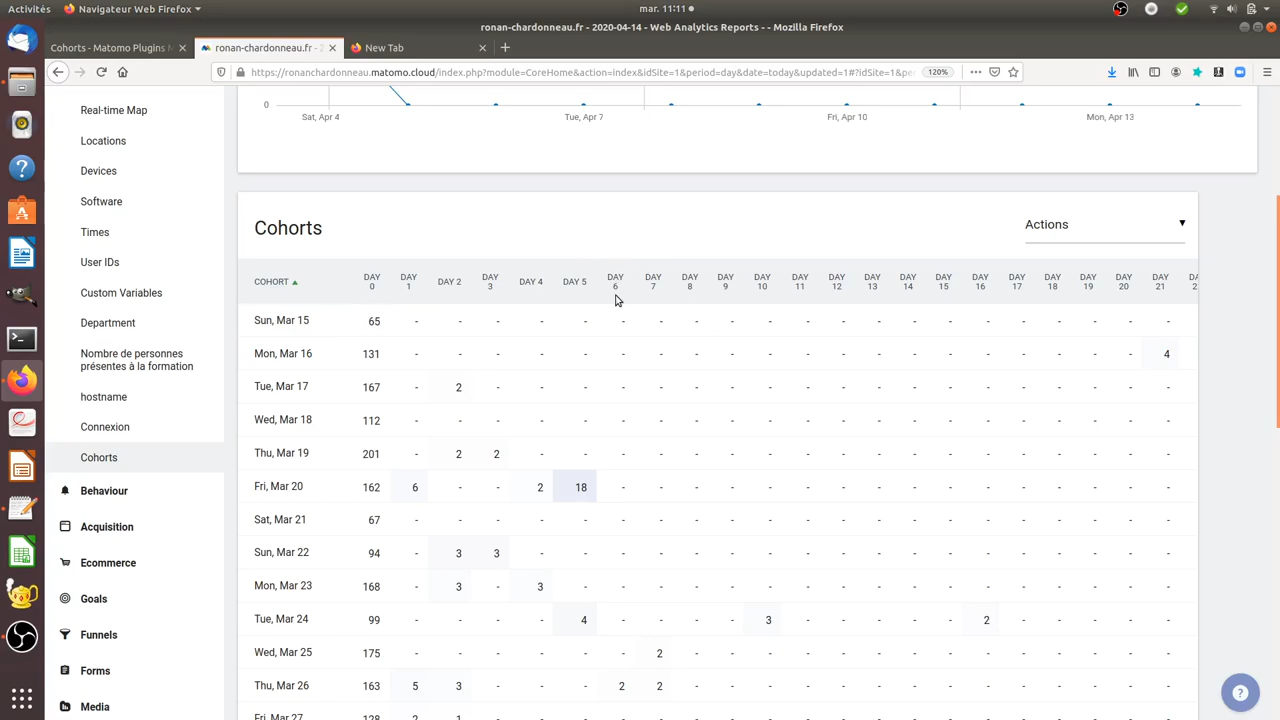 Activités
Navigateur Web Firefox
mar. 11:11
ronan-chardonneau.fr - 2020-04-14 - Web Analytics Reports - - Mozilla Firefox
Cohorts - Matomo Plugins M
ronan-chardonneau.fr - 2
New Tab
https://ronanchardonneau.matomo.cloud/index.php?module=CoreHome&action=index&idSite=1&period=day&date=today&updated=1#?idSite=1&pe
120%
0
Sat, Apr 4
Tue, Apr 7
Fri, Apr 10
Mon, Apr 13
Real-time Map
Locations
Devices
Software
Times
User IDs
Custom Variables
Department
Nombre de personnes
présentes à la formation
hostname
Connexion
Cohorts
Behaviour
Acquisition
Ecommerce
Goals
Funnels
Forms
Media
Cohorts
Actions
COHORT DAY 0 DAY 1 DAY 2 DAY 3 DAY 4 DAY 5 DAY 6 DAY 7 DAY 8 DAY 9 DAY 10 DAY 11 DAY 12 DAY 13 DAY 14 DAY 15 DAY 16 DAY 17 DAY 18 DAY 19 DAY 20 DAY 21
Sun, Mar 15 65 - - - - - - - - - - - - - - - - - - - - -
Mon, Mar 16 131 - - - - - - - - - - - - - - - - - - - - 4
Tue, Mar 17 167 - 2 - - - - - - - - - - - - - - - - - - -
Wed, Mar 18 112 - - - - - - - - - - - - - - - - - - - - -
Thu, Mar 19 201 - 2 2 - - - - - - - - - - - - - - - - - -
Fri, Mar 20 162 6 - - 2 18 - - - - - - - - - - - - - - - -
Sat, Mar 21 67 - - - - - - - - - - - - - - - - - - - - -
Sun, Mar 22 94 - 3 3 - - - - - - - - - - - - - - - - - -
Mon, Mar 23 168 - 3 - 3 - - - - - - - - - - - - - - - - -
Tue, Mar 24 99 - - - - 4 - - - - 3 - - - - - 2 - - - - -
Wed, Mar 25 175 - - - - - - 2 - - - - - - - - - - - - - -
Thu, Mar 26 163 5 3 - - - 2 2 - - - - - - - - - - - - - -
Fri, Mar 27 128 2 1